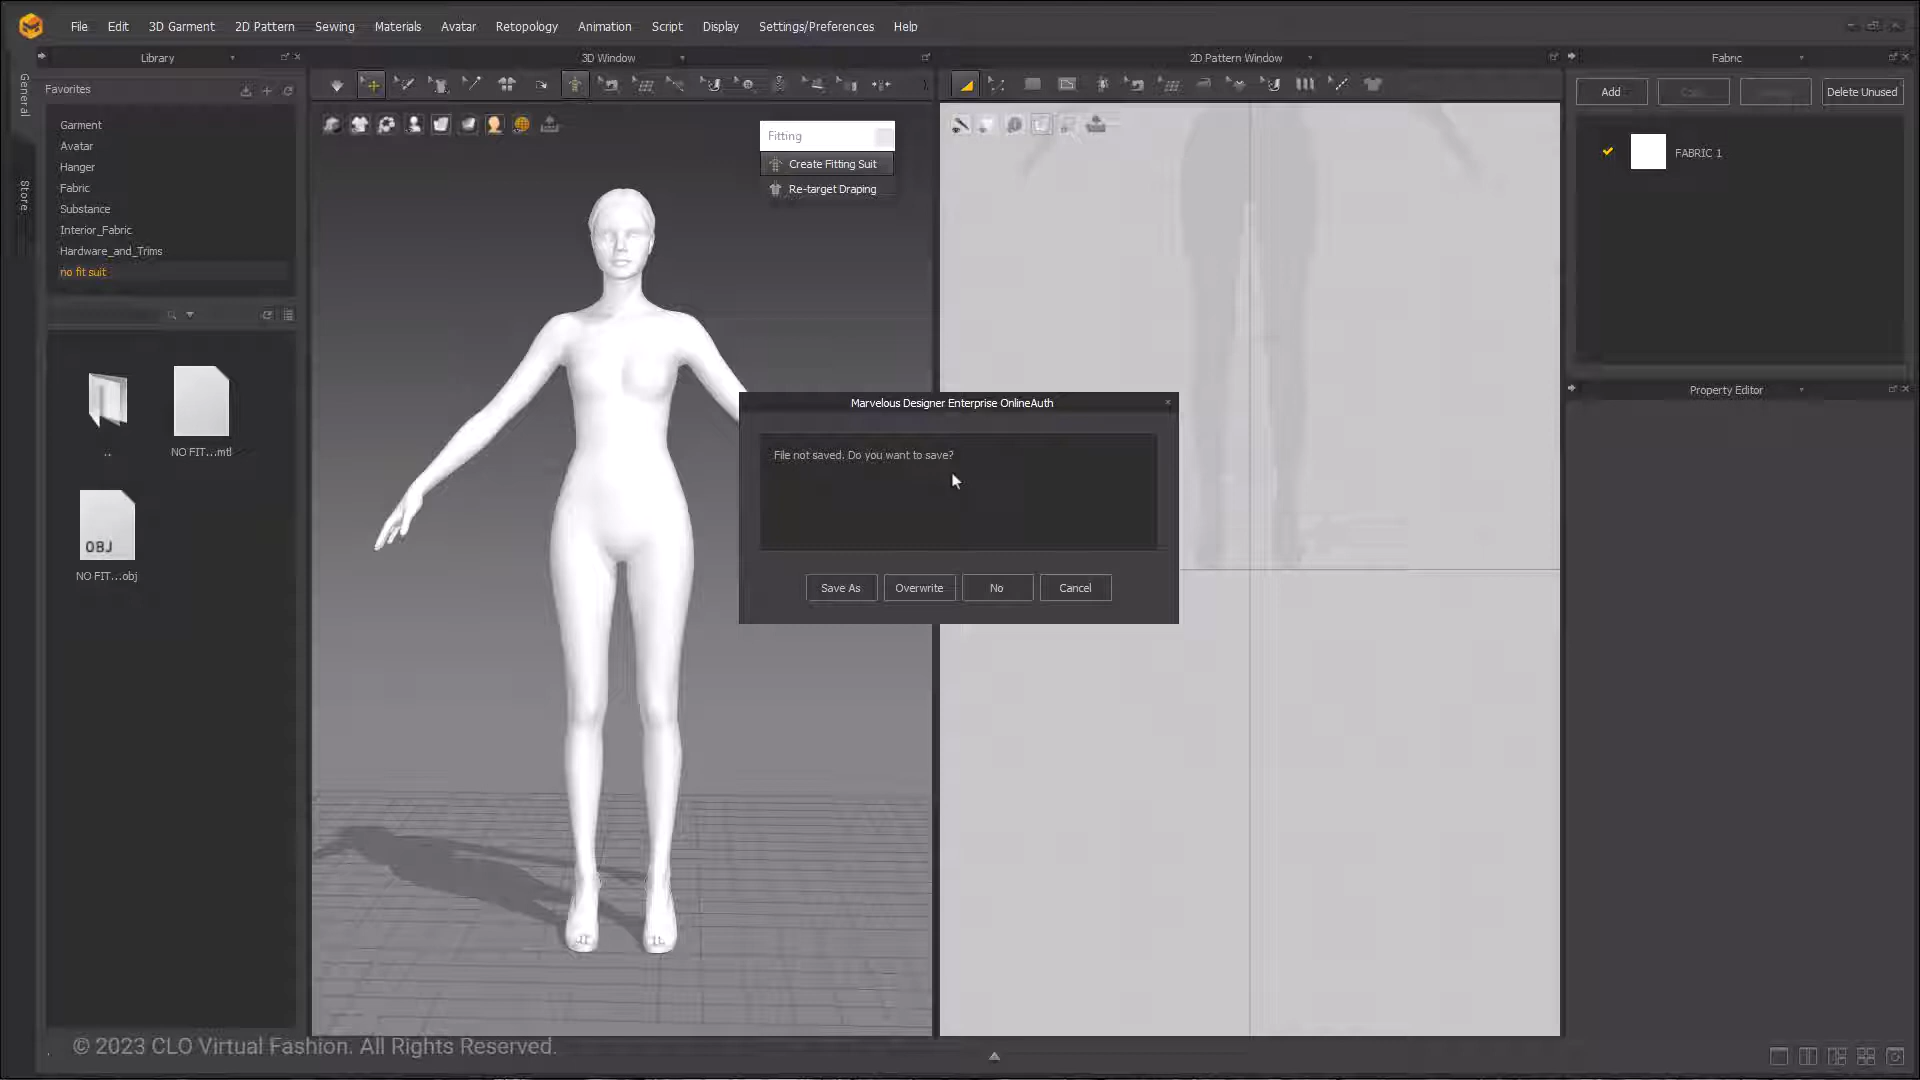 File Edit 3D Garment 2D Pattern Sewing Materials Avatar Retopology Animation Script Display Settings/Preferences Help
Library
3D Window
2D Pattern Window
Fabric
General
Store
Favorites
Garment
Avatar
Hanger
Fabric
Substance
Interior_Fabric
Hardware_and_Trims
no fit suit
..
NO FIT...mtl
OBJ
NO FIT...obj
Fitting
Create Fitting Suit
Re-target Draping
Marvelous Designer Enterprise OnlineAuth
File not saved. Do you want to save?
Save As Overwrite No Cancel
Add
Delete Unused
FABRIC 1
Property Editor
© 2023 CLO Virtual Fashion. All Rights Reserved.